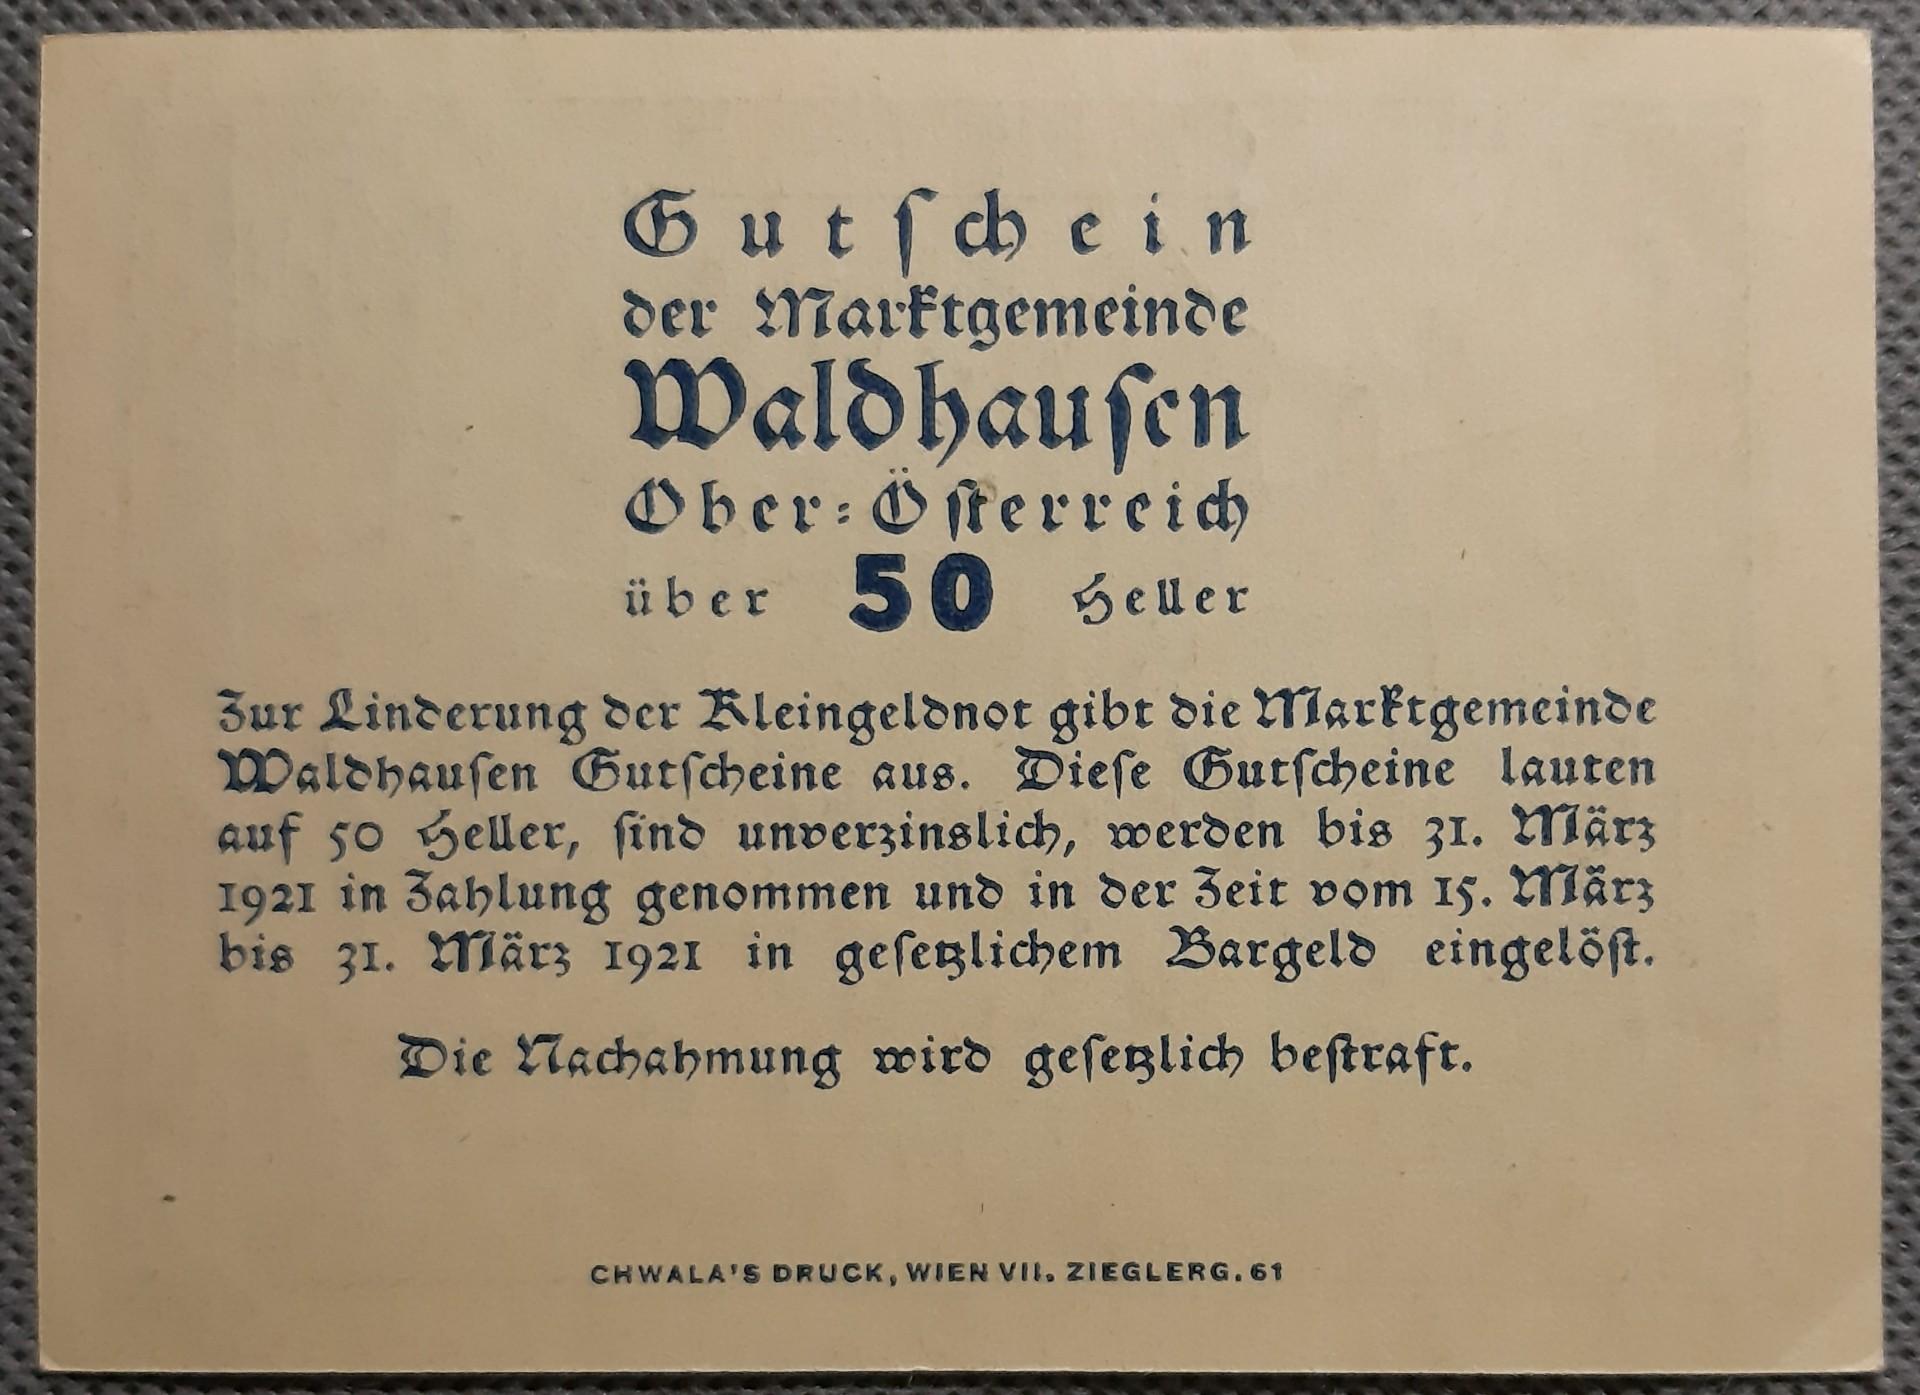 Gutſchein
der Marktgemeinde
Waldhauſen
Ober-Öſterreich
über 50 Heller
Zur Linderung der Kleingeldnot gibt die Marktgemeinde
Waldhauſen Gutſcheine aus. Dieſe Gutſcheine lauten
auf 50 Heller, ſind unverzinslich, werden bis 31. März
1921 in Zahlung genommen und in der Zeit vom 15. März
bis 31. März 1921 in geſetzlichem Bargeld eingelöſt.
Die Nachahmung wird geſetzlich beſtraft.
CHWALA'S DRUCK, WIEN VII. ZIEGLERG. 61